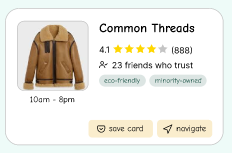 Common Threads
4.1 (888)
23 friends who trust
eco-friendly minority-owned
10am - 8pm
save card navigate